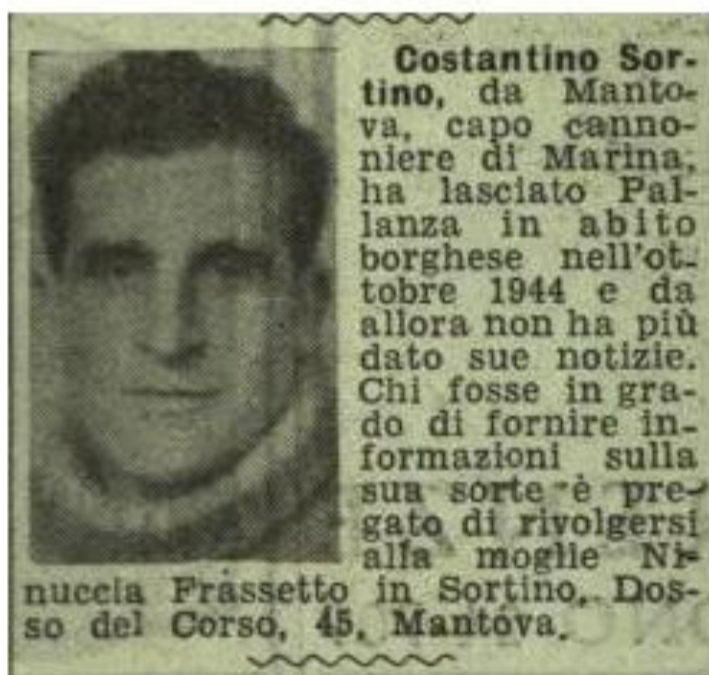 Costantino Sor-
tino, da Manto-
va, capo canno-
niere di Marina,
ha lasciato Pal-
lanza in abito
borghese nell'ot-
tobre 1944 e da
allora non ha più
dato sue notizie.
Chi fosse in gra-
do di fornire in-
formazioni sulla
sua sorte è pre-
gato di rivolgersi
alla moglie Ni-
nuccia Frassetto in Sortino, Dos-
so del Corso, 45, Mantova.